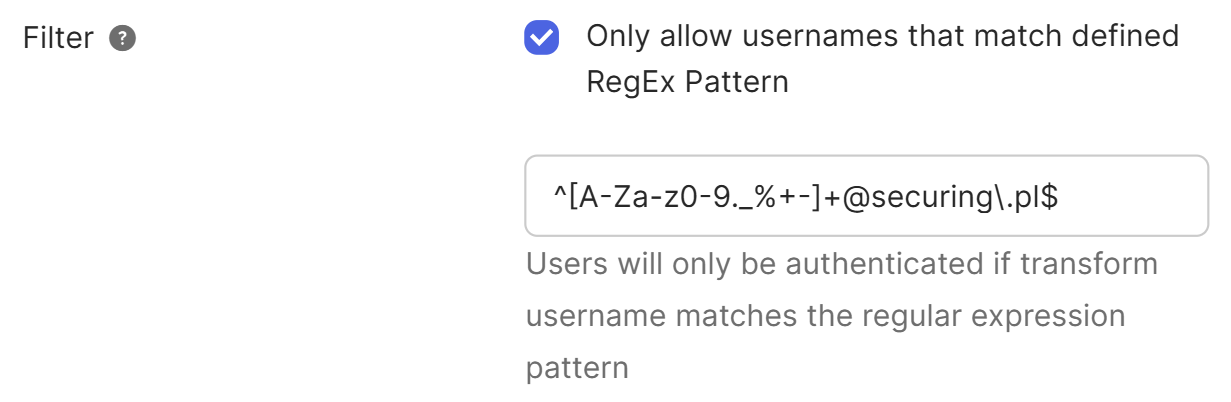 Filter ?
Only allow usernames that match defined
RegEx Pattern
^[A-Za-z0-9._%+-]+@securing\.pl$
Users will only be authenticated if transform
username matches the regular expression
pattern